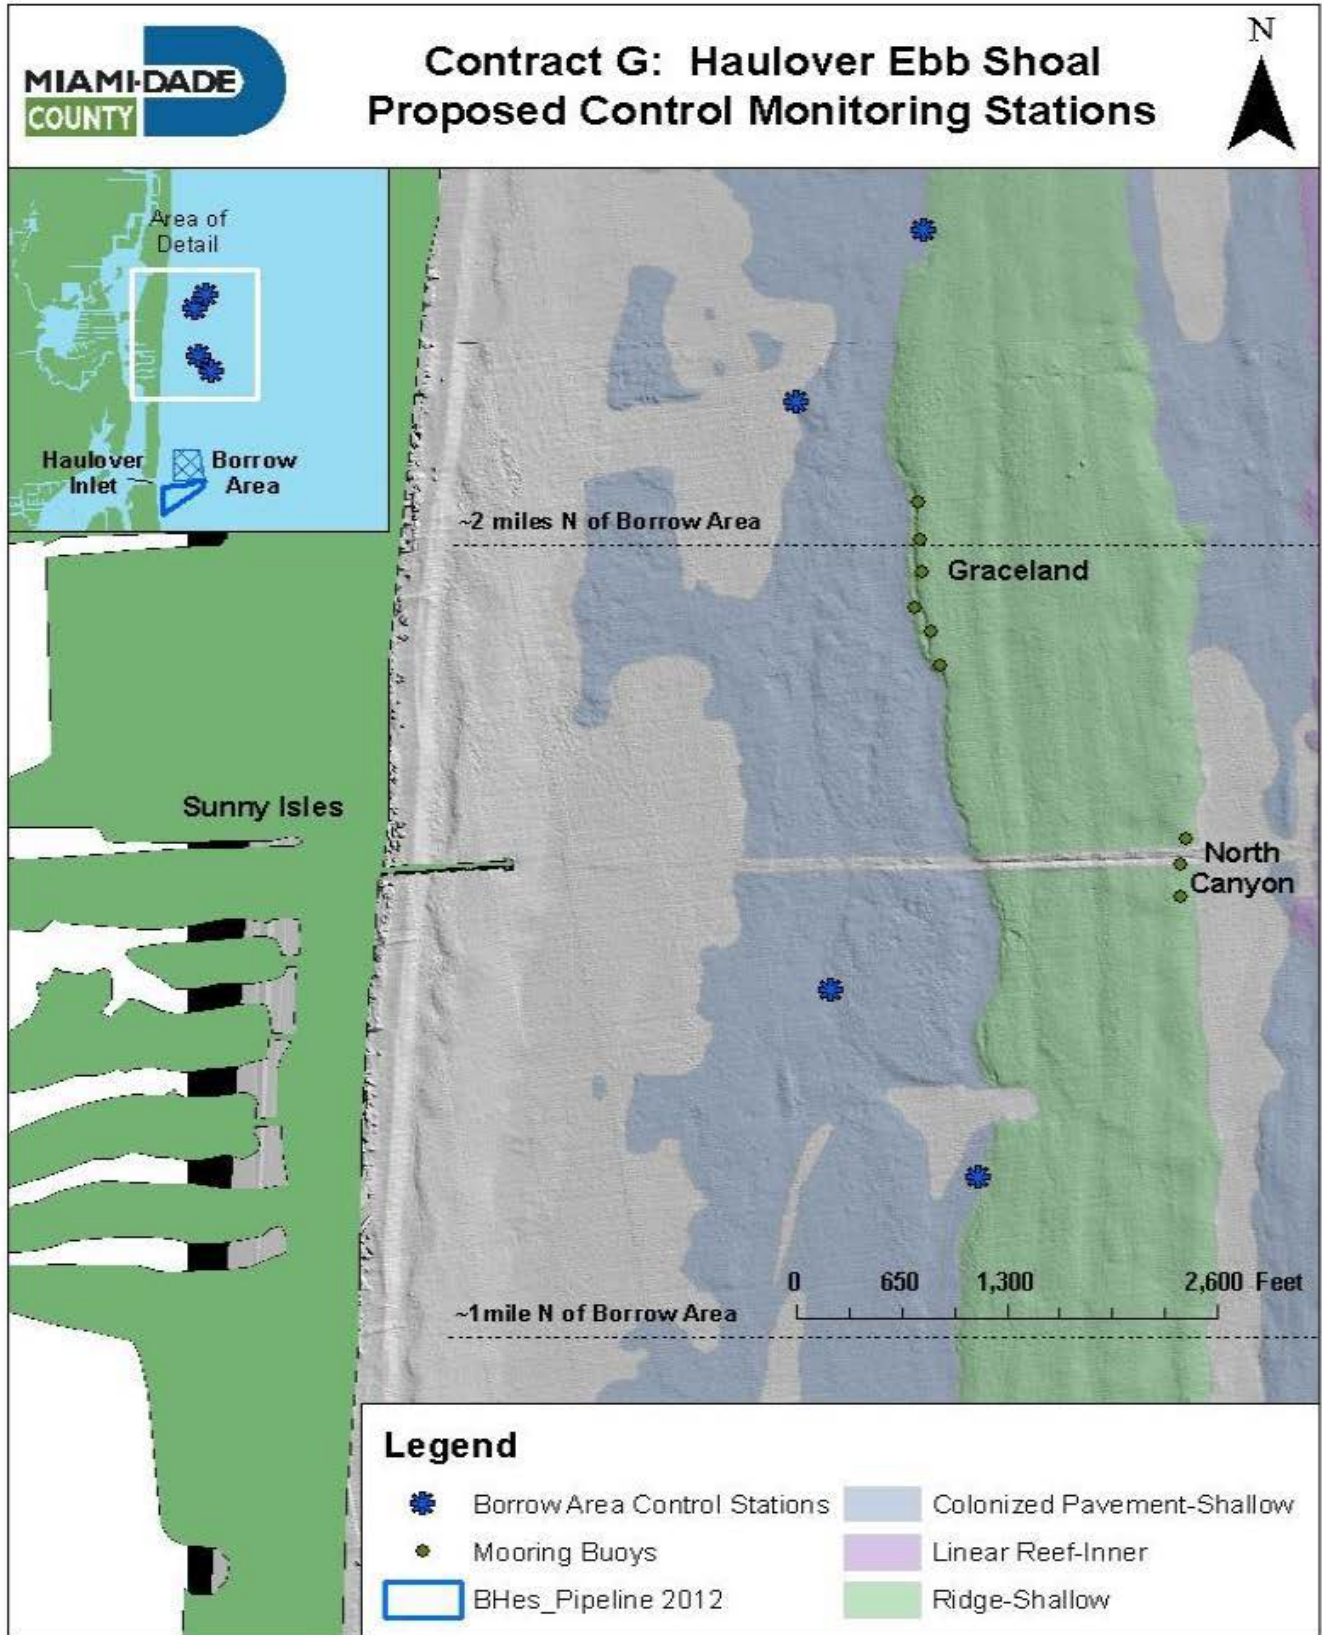 MIAMI-DADE
COUNTY
Contract G: Haulover Ebb Shoal
Proposed Control Monitoring Stations
N
Area of
Detail
Haulover
Inlet
Borrow
Area
~2 miles N of Borrow Area
Graceland
Sunny Isles
North
Canyon
0 650 1,300 2,600 Feet
~1mile N of Borrow Area
Legend
Borrow Area Control Stations
Mooring Buoys
BHes_Pipeline 2012
Colonized Pavement-Shallow
Linear Reef-Inner
Ridge-Shallow